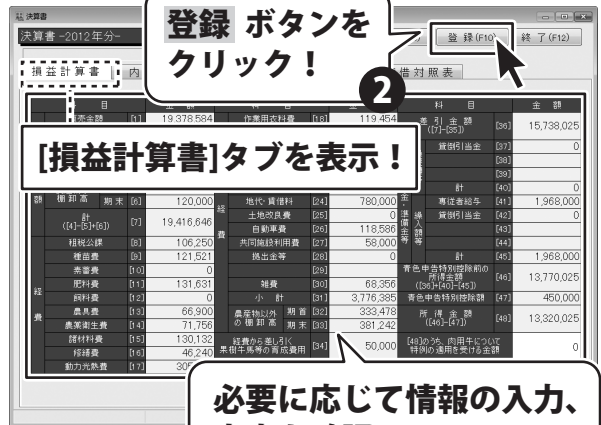 決算書
決算書 -2012年分-
登録 ボタンを
クリック！
登 録(F10)
終 了(F12)
損益計算書
内
借対照表
2
[損益計算書]タブを表示！
目
金 額
科 目
科 目
金 額
売金額 [1] 19,378,584
作業用衣料費 [18] 119,454
差 引 金 額
([7]-[35]) [36] 15,738,025
貸倒引当金 [37] 0
[38]
[39]
計 [40] 0
額 棚卸高 期末 [6] 120,000
計
([4]-[5]+[6]) [7] 19,416,646
経 費
地代・賃借料 [24] 780,000
土地改良費 [25] 0
自動車費 [26] 118,586
共同施設利用費 [27] 58,000
拠出金等 [28] 0
[29]
雑費 [30] 68,356
小 計 [31] 3,776,385
農産物以外の棚卸高 期首 [32] 333,478
期末 [33] 381,242
経費から差し引く
果樹牛馬等の育成費用 [34] 50,000
金・準備金等
繰入額等
専従者給与 [41] 1,968,000
貸倒引当金 [42] 0
[43]
[44]
計 [45] 1,968,000
青色申告特別控除前の
所得金額
([36]+[40]-[45]) [46] 13,770,025
青色申告特別控除額 [47] 450,000
所 得 金 額
([46]-[47]) [48] 13,320,025
[48]のうち、肉用牛について
特例の適用を受ける金額 0
経 費
租税公課 [8] 106,250
種苗費 [9] 121,521
素畜費 [10] 0
肥料費 [11] 131,631
飼料費 [12] 0
農具費 [13] 66,900
農薬衛生費 [14] 71,756
諸材料費 [15] 130,132
修繕費 [16] 46,240
動力光熱費 [17] 305
必要に応じて情報の入力、